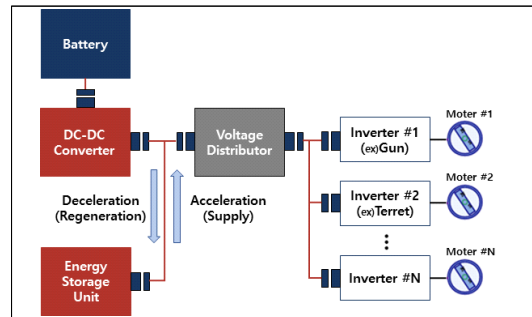 Battery
DC-DC
Converter
Voltage
Distributor
Deceleration
(Regeneration)
Acceleration
(Supply)
Energy
Storage
Unit
Inverter #1
(ex)Gun)
Moter #1
Inverter #2
(ex)Terret)
Moter #2
Inverter #N
Moter #N